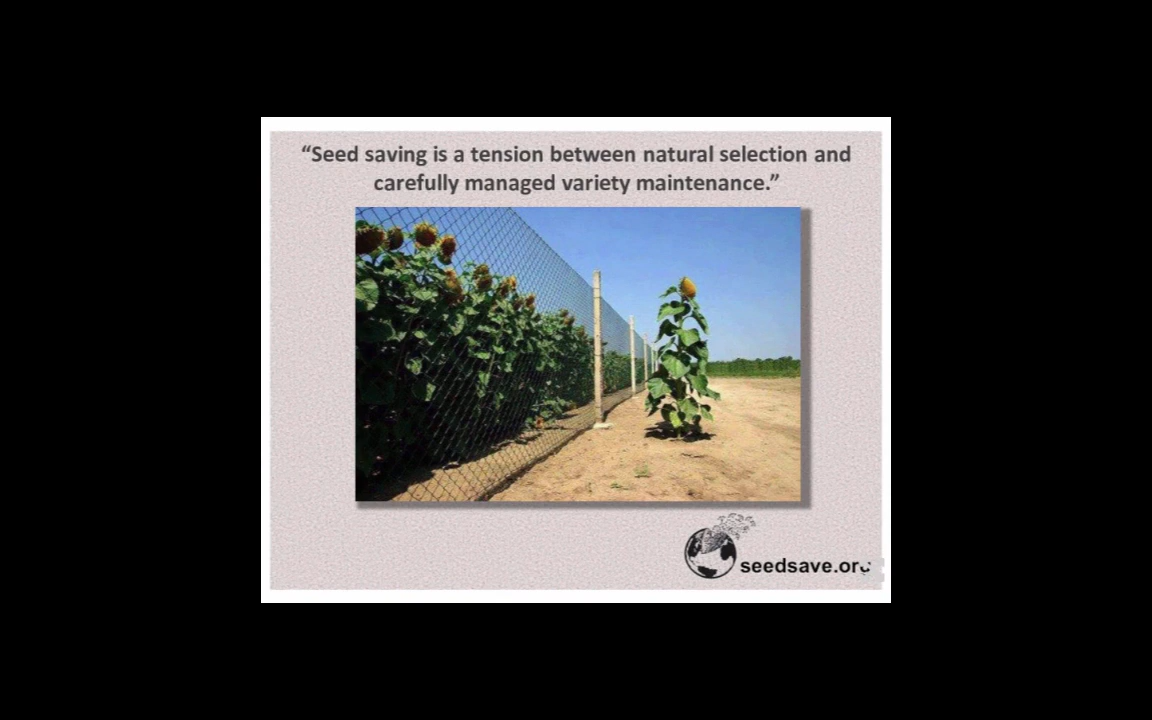 “Seed saving is a tension between natural selection and
carefully managed variety maintenance.”
seedsave.org